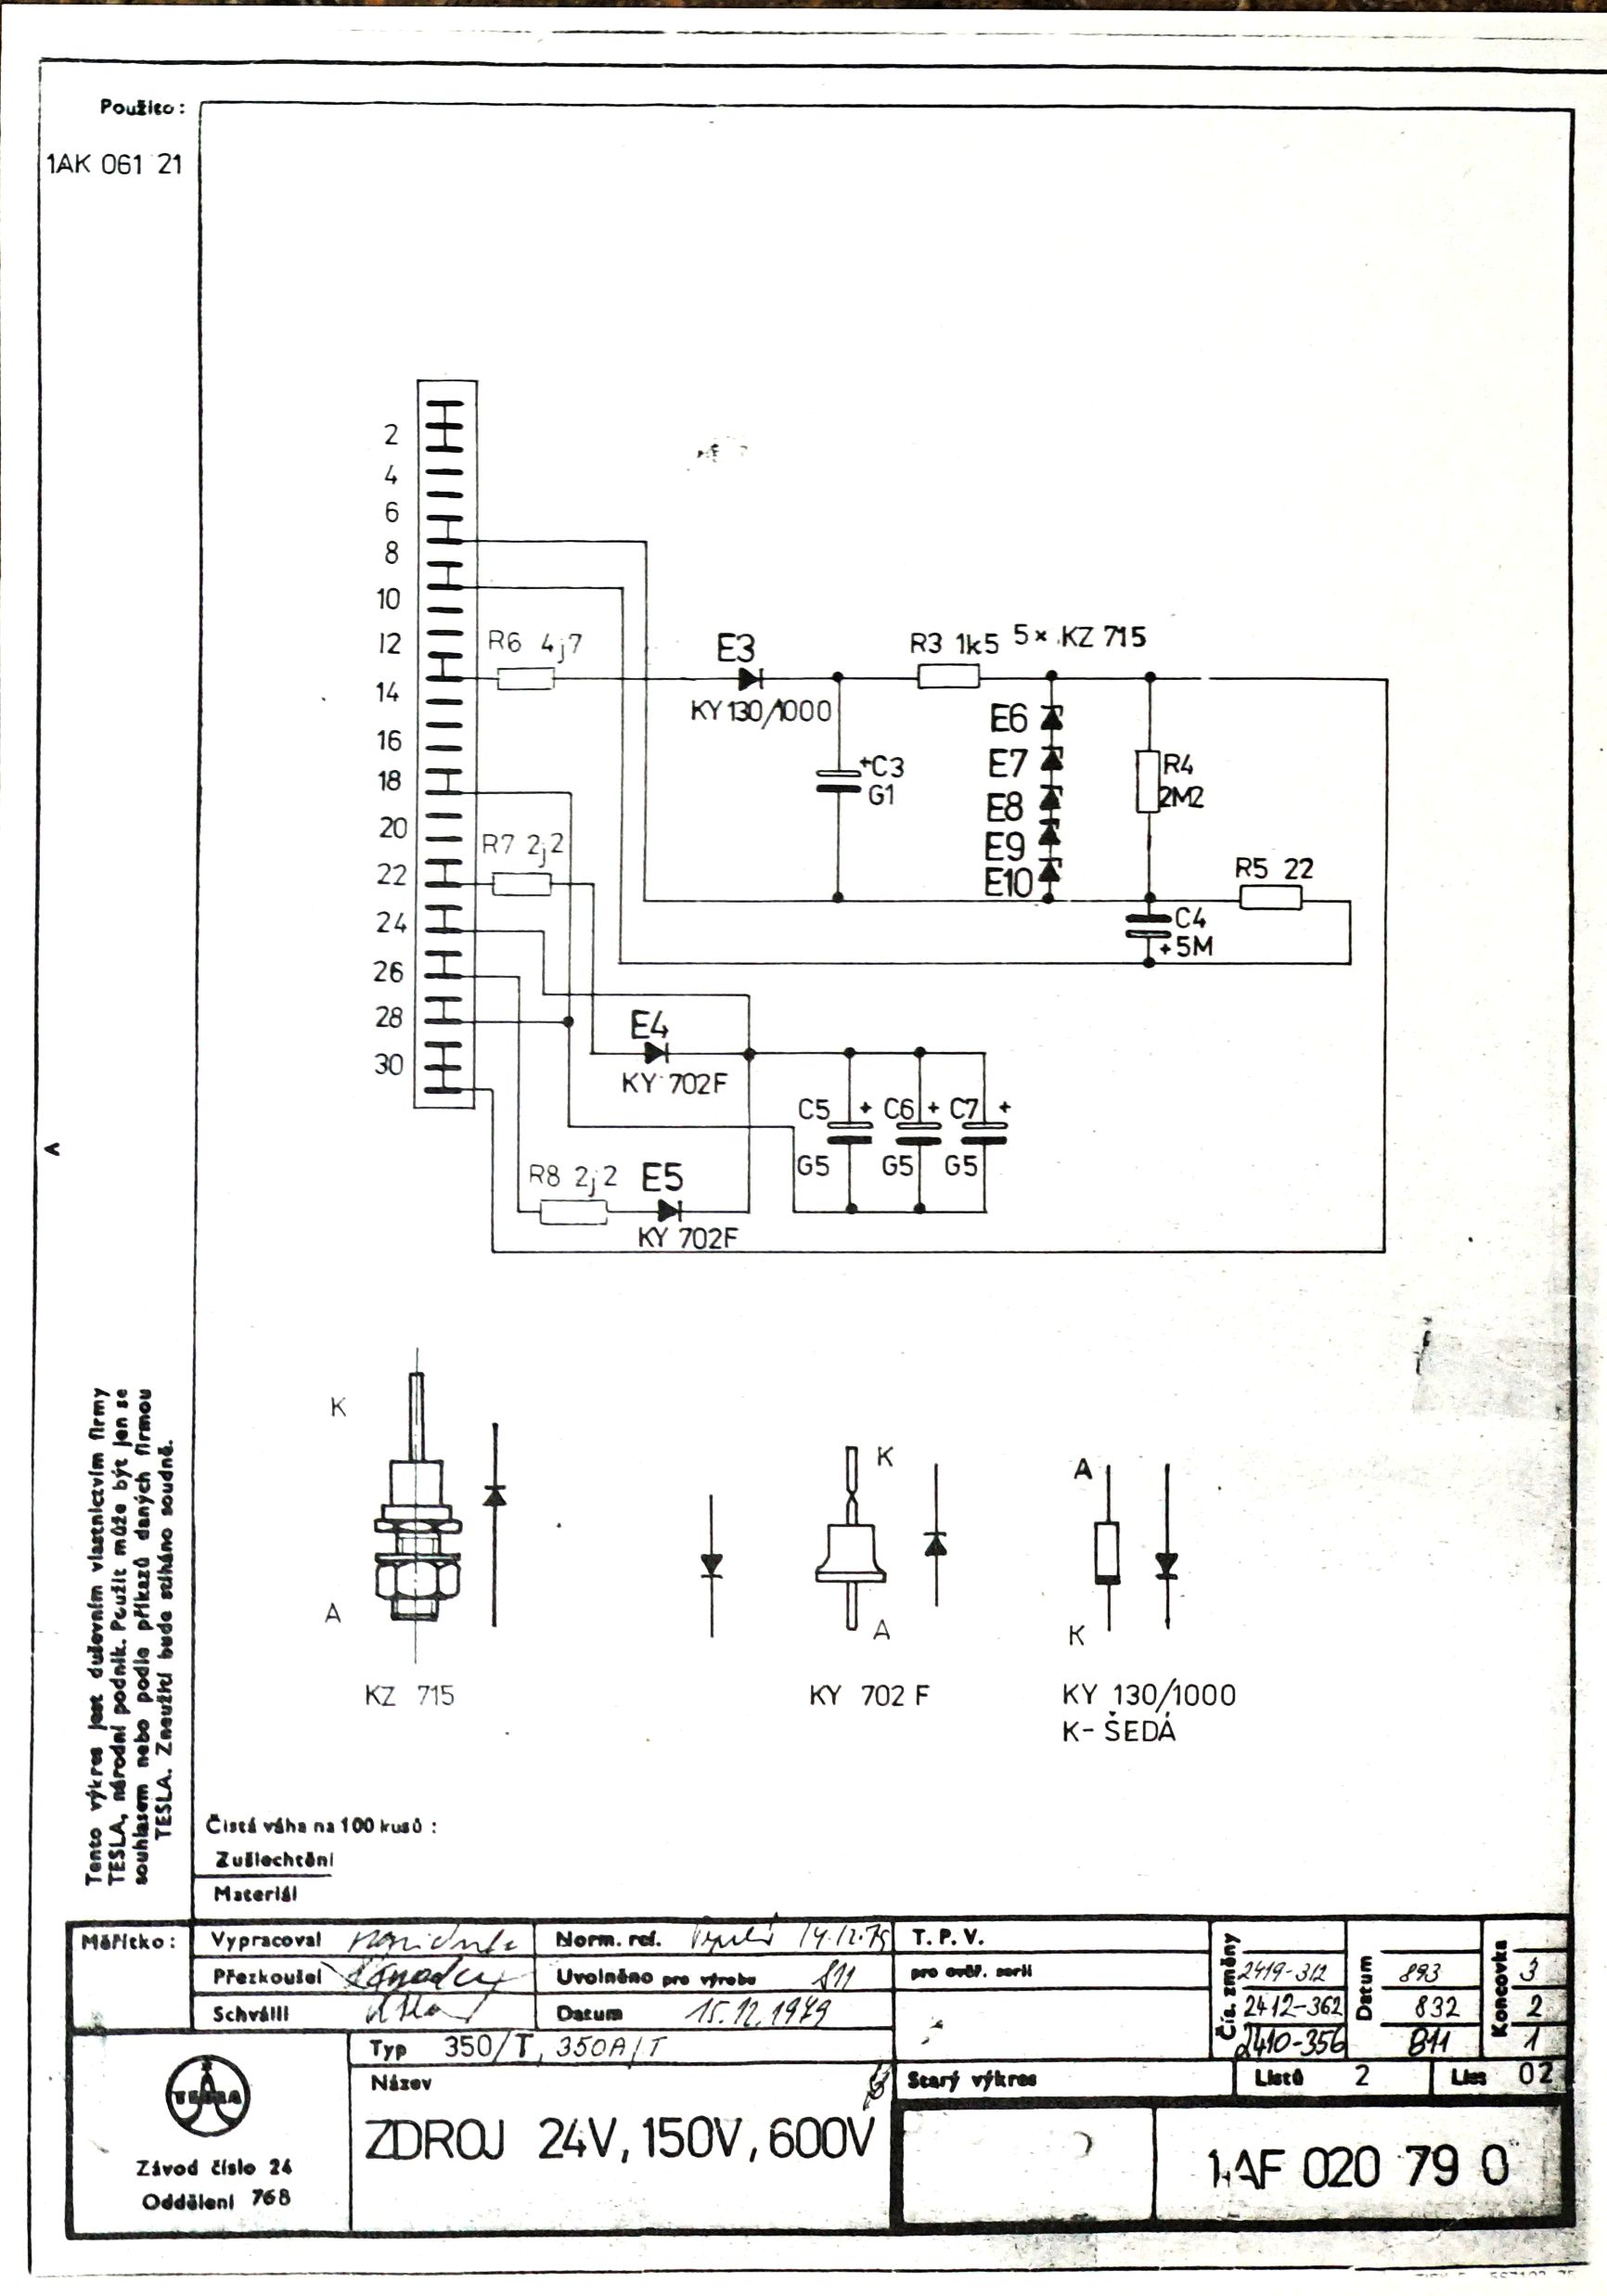 Použito:
1AK 061 21
2
4
6
8
10
12
14
16
18
20
22
24
26
28
30
R6 4j7
E3
KY 130/1000
R3 1k5
5× KZ 715
+C3
G1
E6
E7
E8
E9
E10
R4
2M2
R5 22
C4
+5M
R7 2j2
E4
KY 702F
C5 + C6 + C7 +
G5 G5 G5
R8 2j2
E5
KY 702F
A
K
A
KZ 715
K
A
KY 702 F
A
K
KY 130/1000
K-ŠEDÁ
Tento výkres jest duševním vlastnictvím firmy
TESLA, národní podnik. Použit může být jen se
souhlasem nebo podle příkazů daných firmou
TESLA. Zneužití bude stíháno soudně.
Čistá váha na 100 kusů:
Zušlechtění
Materiál
Měřítko:
Vypracoval
Přezkoušel
Schválil
Norm. ref. 14.12.79
Uvolněno pro výrobu 811
Datum 15.12.1979
T. P. V.
pro ověř. serii
Čís. změny
2419-312
2412-362
2410-356
Datum
893
832
811
Koncovka
3
2
1
TESLA
Závod číslo 24
Oddělení 768
Typ 350/T, 350A/T
Název
ZDROJ 24V, 150V, 600V
Starý výkres
Listů 2
List 02
1AF 020 79 0